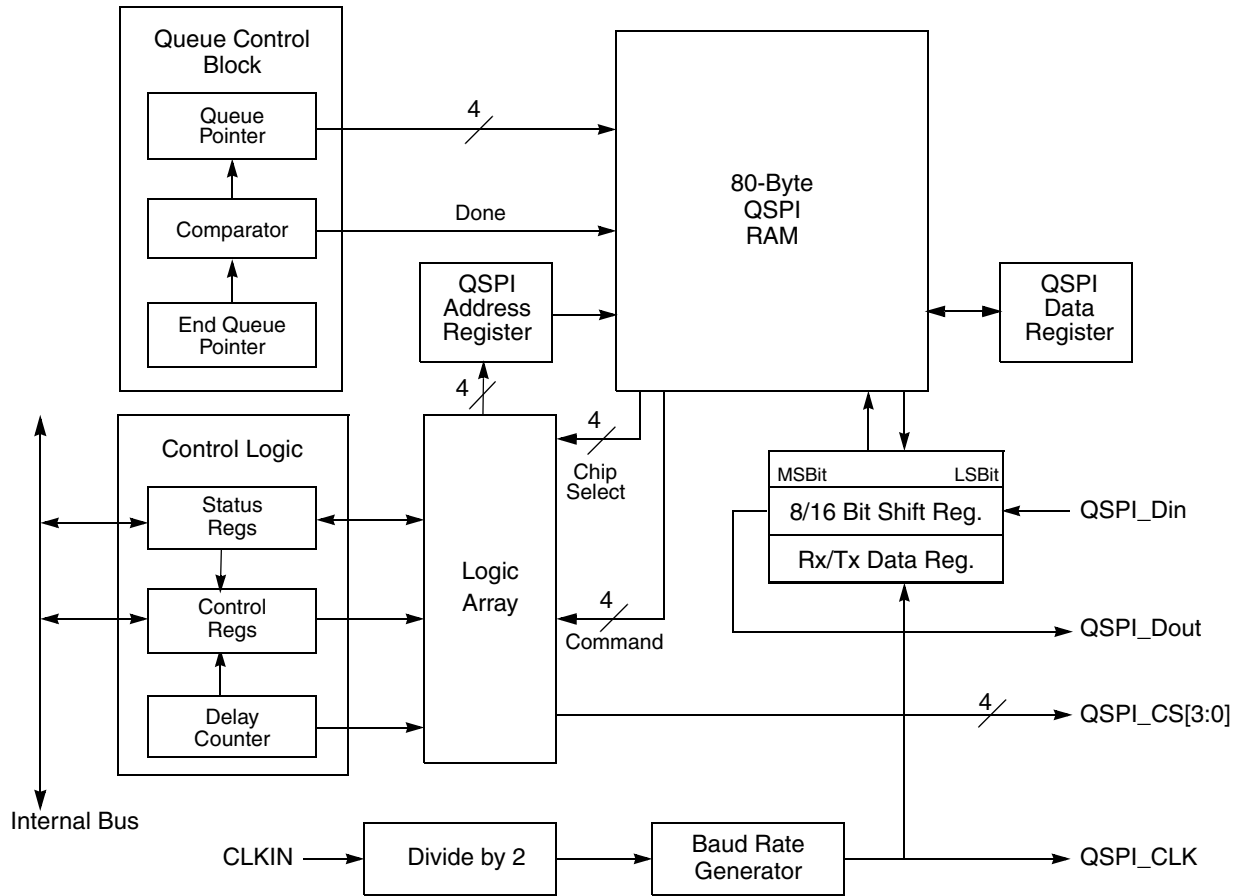 Queue Control
Block
Queue
Pointer
4
Comparator
Done
End Queue
Pointer
80-Byte
QSPI
RAM
QSPI
Address
Register
QSPI
Data
Register
4
Control Logic
Status
Regs
Control
Regs
Delay
Counter
Internal Bus
Logic
Array
4
Chip
Select
4
Command
MSBit
LSBit
8/16 Bit Shift Reg.
Rx/Tx Data Reg.
QSPI_Din
QSPI_Dout
4
QSPI_CS[3:0]
CLKIN
Divide by 2
Baud Rate
Generator
QSPI_CLK